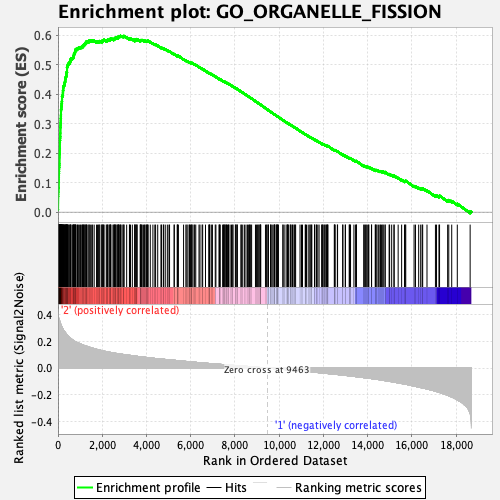 Enrichment plot: GO_ORGANELLE_FISSION
Enrichment score (ES)
0.6
0.5
0.4
0.3
0.2
0.1
0.0
Ranked list metric (Signal2Noise)
'2' (positively correlated)
0.4
0.2
0.0
-0.2
-0.4
Zero cross at 9463
'1' (negatively correlated)
0
2,000
4,000
6,000
8,000
10,000
12,000
14,000
16,000
18,000
Rank in Ordered Dataset
Enrichment profile
Hits
Ranking metric scores